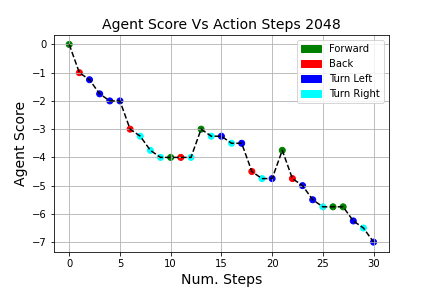 Agent Score Vs Action Steps 2048
Forward
Back
Turn Left
Turn Right
Agent Score
0
−1
−2
−3
−4
−5
−6
−7
0 5 10 15 20 25 30
Num. Steps